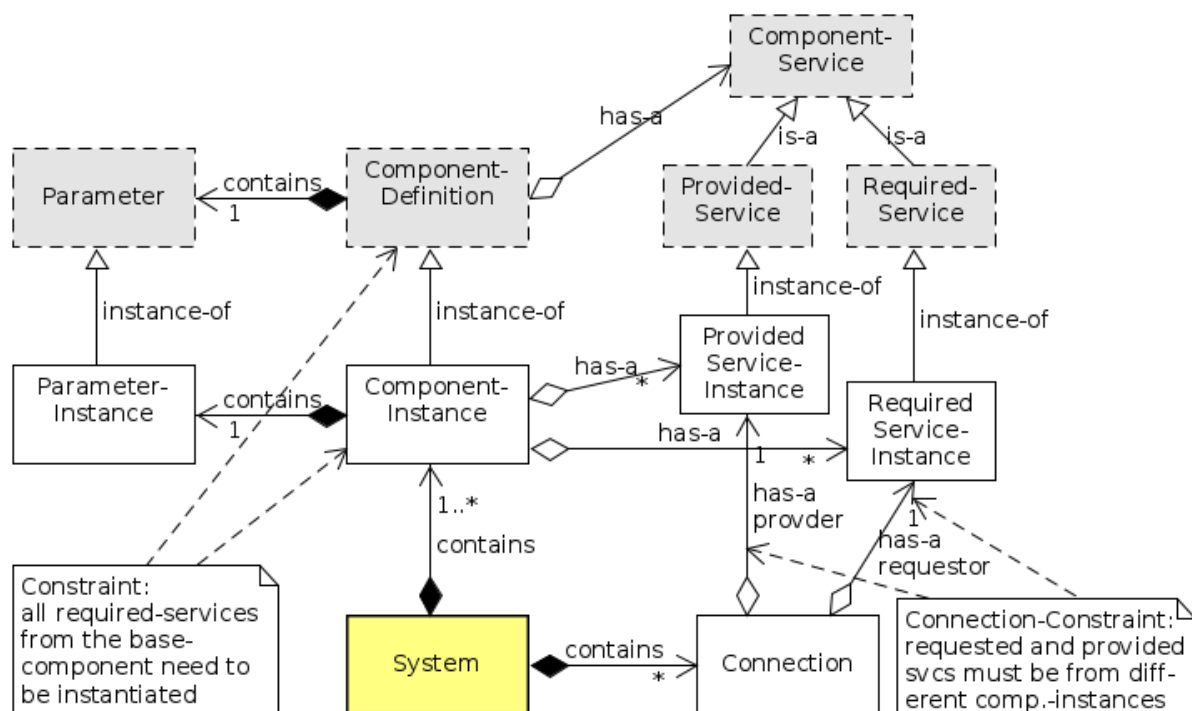 Component-
Service
has-a
is-a
is-a
Parameter
contains
1
Component-
Definition
Provided-
Service
Required-
Service
instance-of
instance-of
instance-of
instance-of
Parameter-
Instance
contains
1
Component-
Instance
has-a
*
Provided
Service-
Instance
has-a
*
Required
Service-
Instance
1..*
contains
1
has-a
provder
1
has-a
requestor
Constraint:
all required-services
from the base-
component need to
be instantiated
System
contains
*
Connection
Connection-Constraint:
requested and provided
svcs must be from diff-
erent comp.-instances